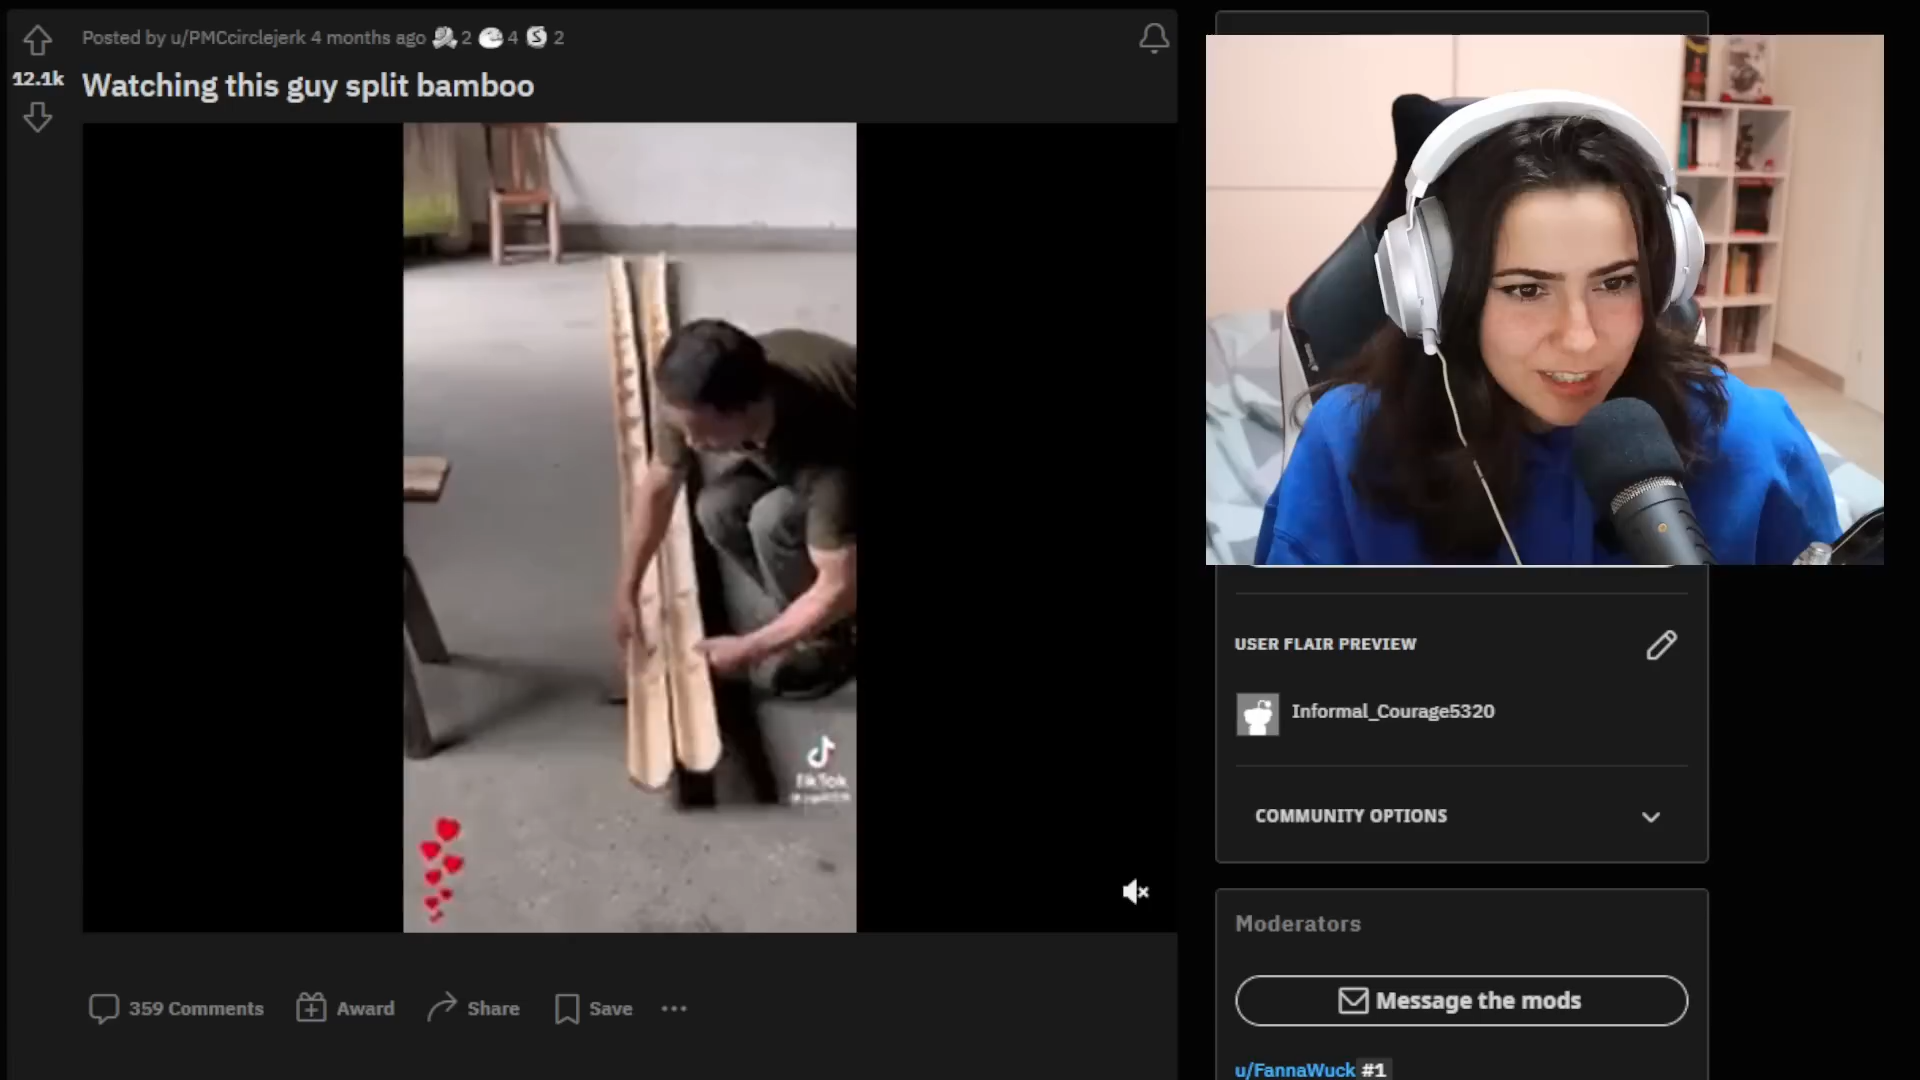 Posted by u/PMCcirclejerk 4 months ago 2 4 2
12.1k
Watching this guy split bamboo
TikTok
359 Comments
Award
Share
Save
USER FLAIR PREVIEW
Informal_Courage5320
COMMUNITY OPTIONS
Moderators
Message the mods
u/FannaWuck #1